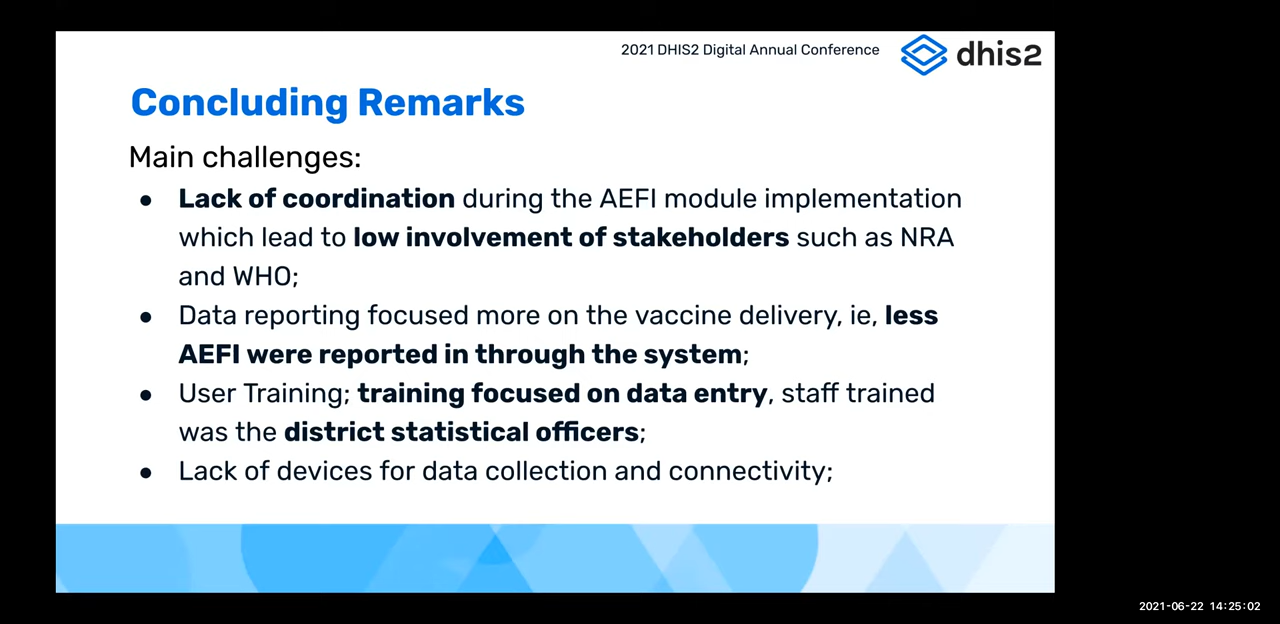 2021 DHIS2 Digital Annual Conference
dhis2
Concluding Remarks
Main challenges:
● Lack of coordination during the AEFI module implementation
which lead to low involvement of stakeholders such as NRA
and WHO;
● Data reporting focused more on the vaccine delivery, ie, less
AEFI were reported in through the system;
● User Training; training focused on data entry, staff trained
was the district statistical officers;
● Lack of devices for data collection and connectivity;
2021-06-22 14:25:02